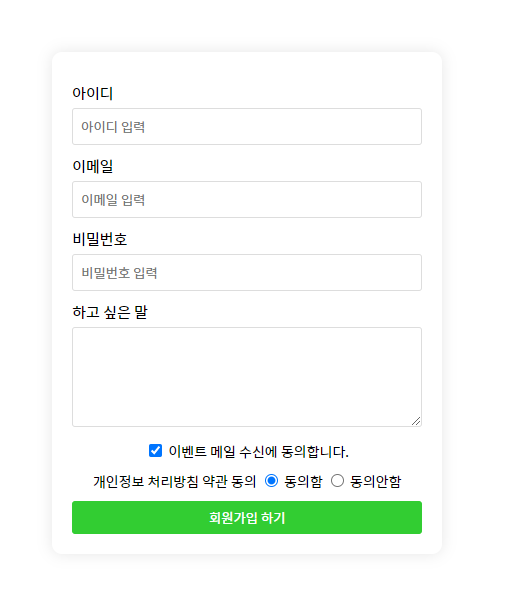 아이디
아이디 입력
이메일
이메일 입력
비밀번호
비밀번호 입력
하고 싶은 말
이벤트 메일 수신에 동의합니다.
개인정보 처리방침 약관 동의 동의함 동의안함
회원가입 하기